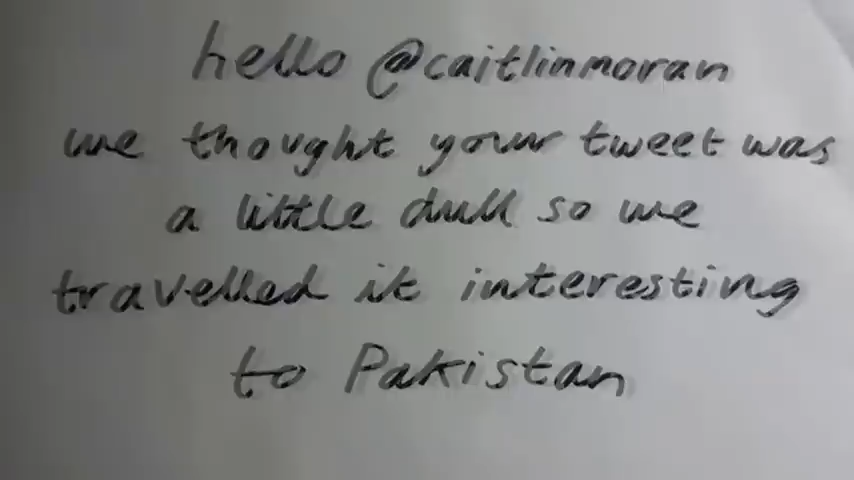 hello @caitlinmoran
we thought your tweet was
a little dull so we
travelled it interesting
to Pakistan